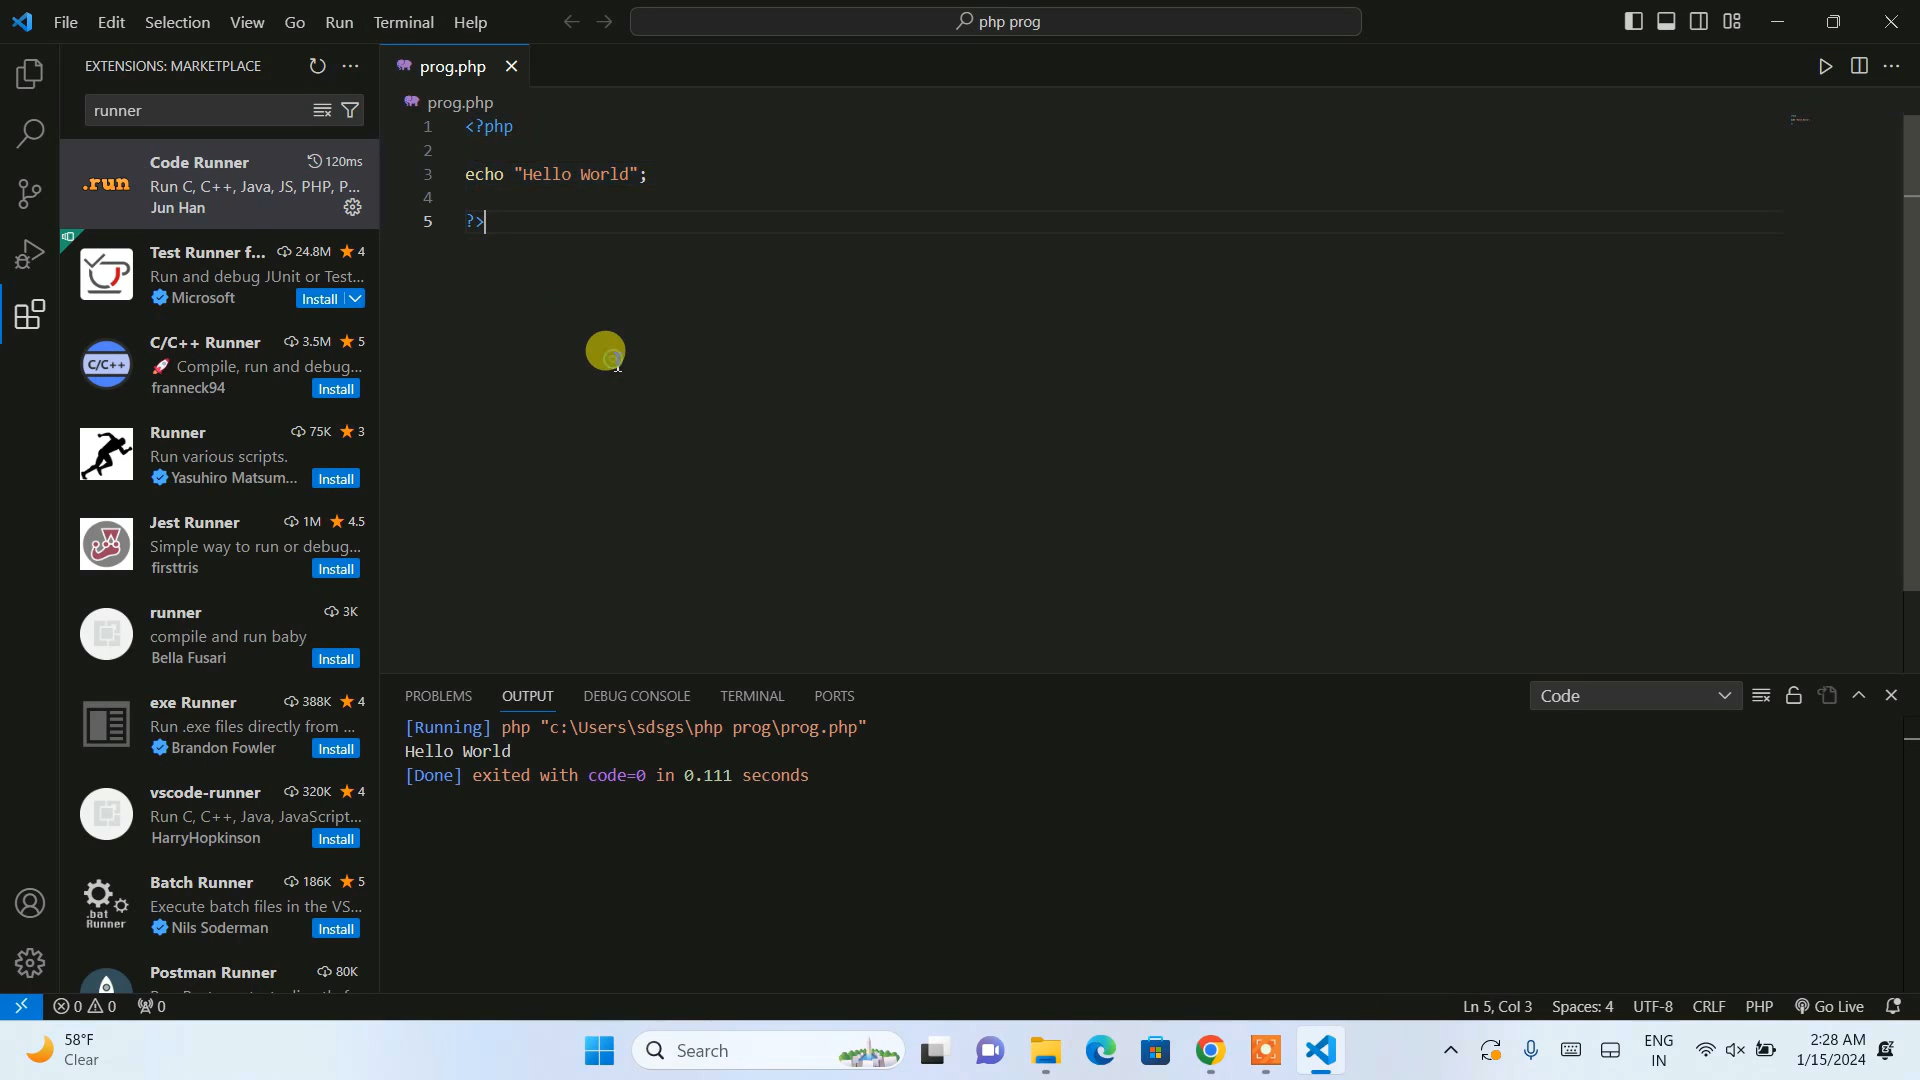 File Edit Selection View Go Run Terminal Help
php prog
EXTENSIONS: MARKETPLACE
runner
.run
Code Runner 120ms
Run C, C++, Java, JS, PHP, P...
Jun Han
Test Runner f... 24.8M 4
Run and debug JUnit or Test...
Microsoft Install
C/C++
C/C++ Runner 3.5M 5
🚀 Compile, run and debug...
franneck94 Install
Runner 75K 3
Run various scripts.
Yasuhiro Matsum... Install
Jest Runner 1M 4.5
Simple way to run or debug...
firsttris Install
runner 3K
compile and run baby
Bella Fusari Install
exe Runner 388K 4
Run .exe files directly from ...
Brandon Fowler Install
vscode-runner 320K 4
Run C, C++, Java, JavaScript...
HarryHopkinson Install
.bat
Runner
Batch Runner 186K 5
Execute batch files in the VS...
Nils Soderman Install
Postman Runner 80K
prog.php
prog.php
1 <?php
2
3 echo "Hello World";
4
5 ?>
PROBLEMS OUTPUT DEBUG CONSOLE TERMINAL PORTS
Code
[Running] php "c:\Users\sdsgs\php prog\prog.php"
Hello World
[Done] exited with code=0 in 0.111 seconds
0 0 0
Ln 5, Col 3 Spaces: 4 UTF-8 CRLF PHP Go Live
58°F
Clear
Search
ENG
IN
2:28 AM
1/15/2024